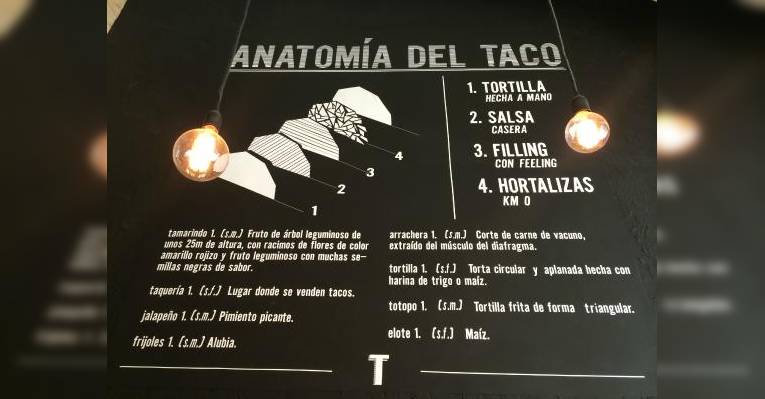 ANATOMÍA DEL TACO
1
2
3
4
1. TORTILLA
HECHA A MANO
2. SALSA
CASERA
3. FILLING
CON FEELING
4. HORTALIZAS
KM 0
tamarindo 1. (s.m.) Fruto de árbol leguminoso de
unos 25m de altura, con racimos de flores de color
amarillo rojizo y fruto leguminoso con muchas se-
millas negras de sabor.
taquería 1. (s.f.) Lugar donde se venden tacos.
jalapeño 1. (s.m.) Pimiento picante.
frijoles 1. (s.m.) Alubia.
arrachera 1. (s.m.) Corte de carne de vacuno,
extraído del músculo del diafragma.
tortilla 1. (s.f.) Torta circular y aplanada hecha con
harina de trigo o maíz.
totopo 1. (s.m.) Tortilla frita de forma triangular.
elote 1. (s.f.) Maíz.
T